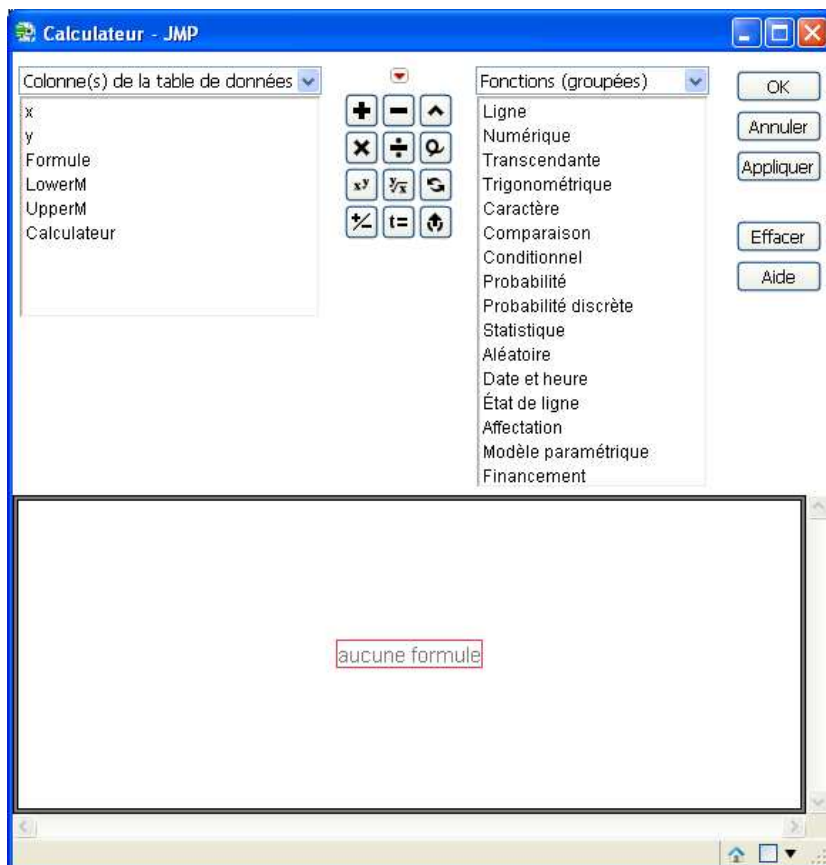 Calculateur - JMP
Colonne(s) de la table de données
x
y
Formule
LowerM
UpperM
Calculateur
x^y
y√x
+/-
t=
Fonctions (groupées)
Ligne
Numérique
Transcendante
Trigonométrique
Caractère
Comparaison
Conditionnel
Probabilité
Probabilité discrète
Statistique
Aléatoire
Date et heure
État de ligne
Affectation
Modèle paramétrique
Financement
OK
Annuler
Appliquer
Effacer
Aide
aucune formule